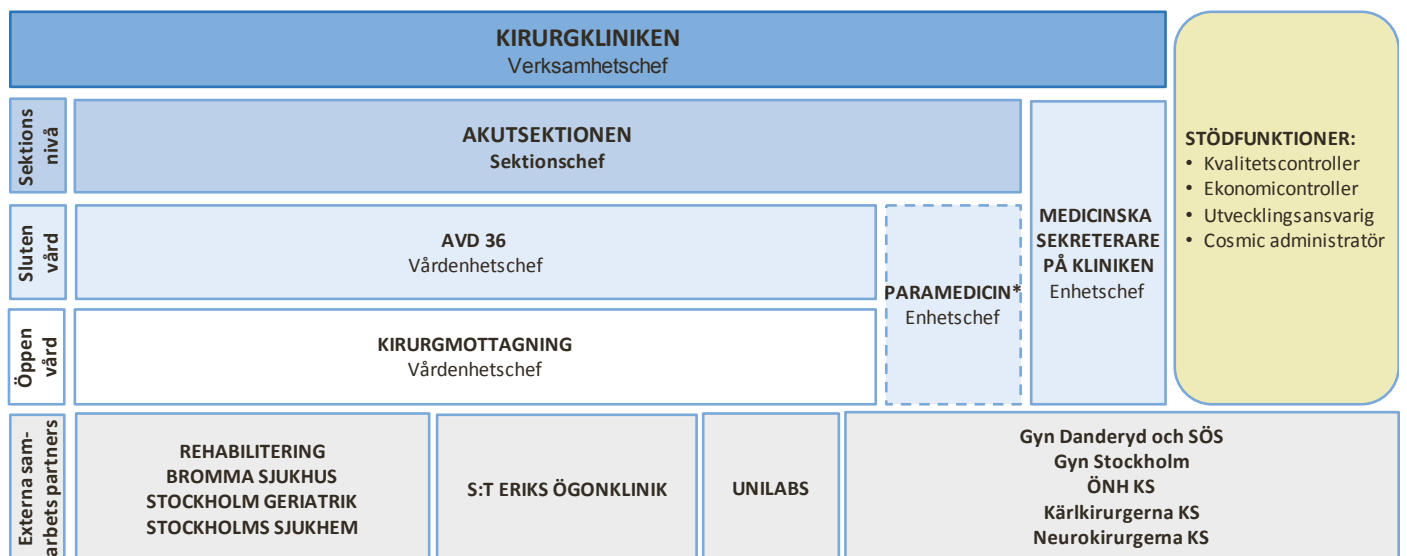 KIRURGKLINIKEN
Verksamhetschef
Sektions
nivå
AKUTSEKTIONEN
Sektionschef
Sluten
vård
AVD 36
Vårdenhetschef
PARAMEDICIN*
Enhetschef
MEDICINSKA
SEKRETERARE
PÅ KLINIKEN
Enhetschef
STÖDFUNKTIONER:
• Kvalitetscontroller
• Ekonomicontroller
• Utvecklingsansvarig
• Cosmic administratör
Öppen
vård
KIRURGMOTTAGNING
Vårdenhetschef
Externa sam-
arbets partners
REHABILITERING
BROMMA SJUKHUS
STOCKHOLM GERIATRIK
STOCKHOLMS SJUKHEM
S:T ERIKS ÖGONKLINIK
UNILABS
Gyn Danderyd och SÖS
Gyn Stockholm
ÖNH KS
Kärlkirurgerna KS
Neurokirurgerna KS